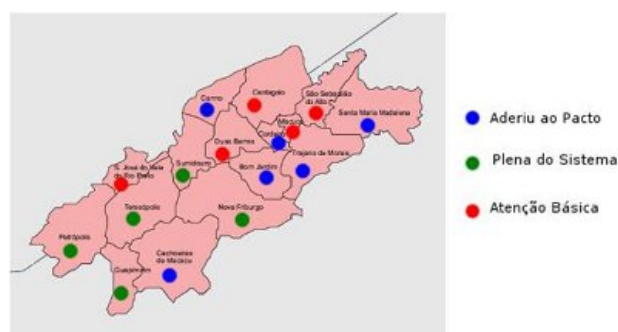 Cantagalo
São Sebastião
do Alto
Carmo
Macuco
Santa Maria Madalena
Cordeiro
Duas Barras
Trajano de Morais
Sumidouro
Bom Jardim
S. José do Vale
do Rio Preto
Teresópolis
Nova Friburgo
Petrópolis
Cachoeiras
de Macacu
Guapimirim
Aderiu ao Pacto
Plena do Sistema
Atenção Básica